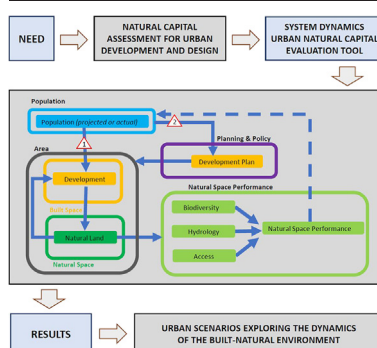 NEED
NATURAL CAPITAL
ASSESSMENT FOR URBAN
DEVELOPMENT AND DESIGN
SYSTEM DYNAMICS
URBAN NATURAL CAPITAL
EVALUATION TOOL
Population
Population (projected or actual)
1
2
Planning & Policy
Development Plan
Area
Development
Built Space
Natural Land
Natural Space
Natural Space Performance
Biodiversity
Hydrology
Access
Natural Space Performance
RESULTS
URBAN SCENARIOS EXPLORING THE DYNAMICS
OF THE BUILT-NATURAL ENVIRONMENT